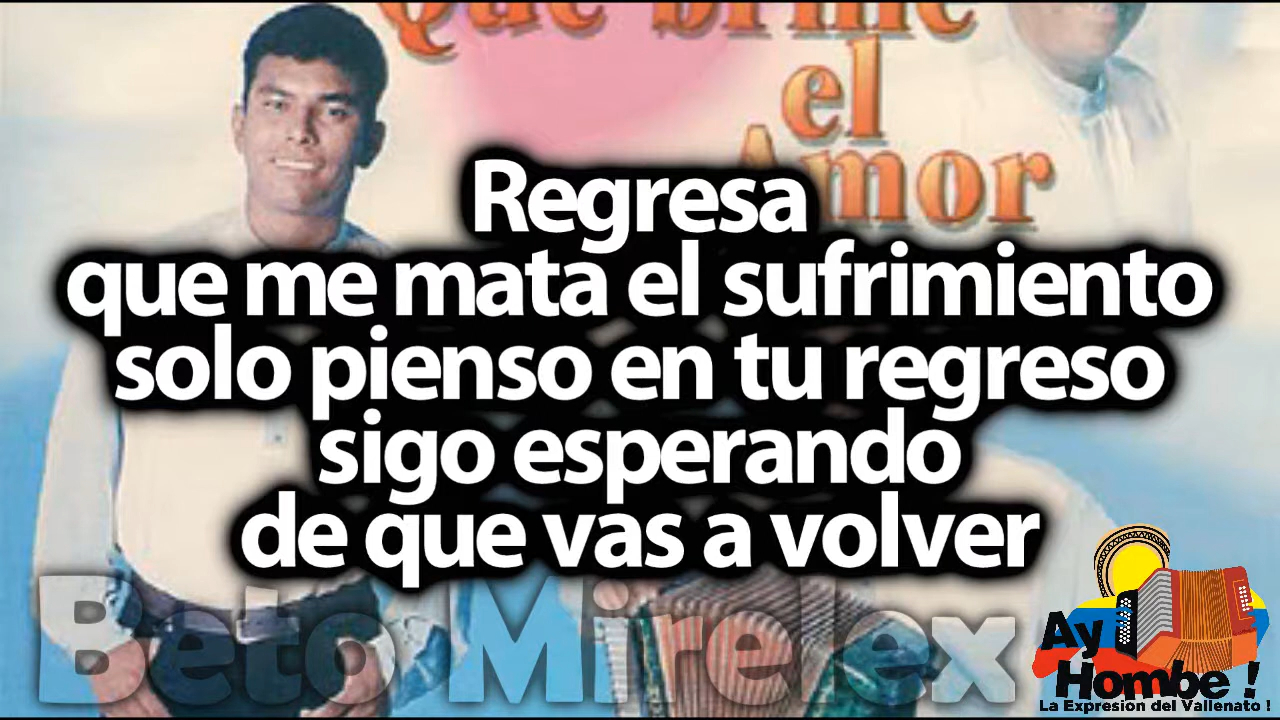 Que brille
el
Amor
Regresa
que me mata el sufrimiento
solo pienso en tu regreso
sigo esperando
de que vas a volver
Beto Mirelex
Ay
Hombe !
La Expresion del Vallenato !